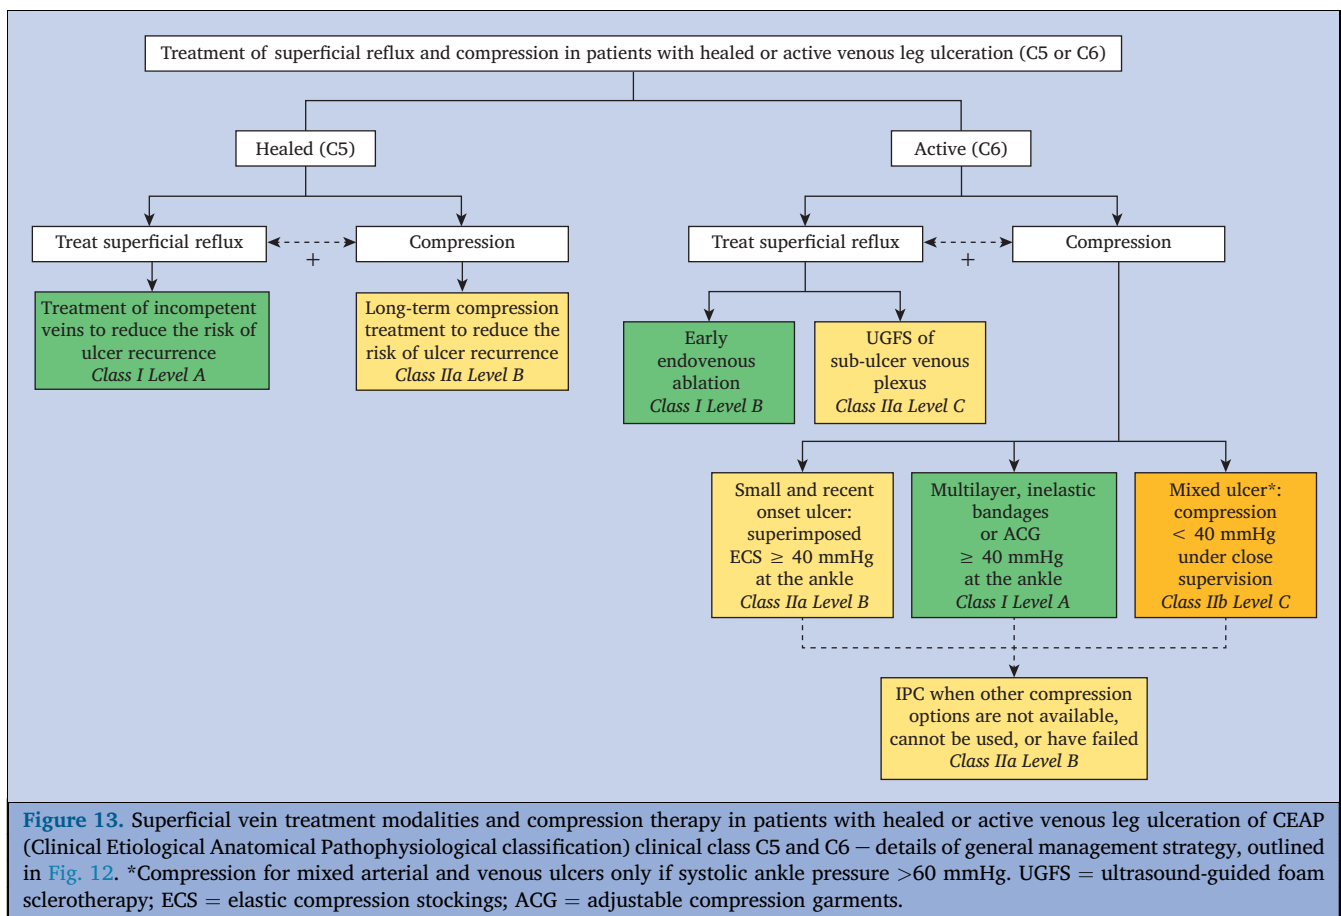 Treatment of superficial reflux and compression in patients with healed or active venous leg ulceration (C5 or C6)
Healed (C5)
Active (C6)
Treat superficial reflux
+
Compression
Treat superficial reflux
+
Compression
Treatment of incompetent
veins to reduce the risk of
ulcer recurrence
Class I Level A
Long-term compression
treatment to reduce the
risk of ulcer recurrence
Class IIa Level B
Early
endovenous
ablation
Class I Level B
UGFS of
sub-ulcer venous
plexus
Class IIa Level C
Small and recent
onset ulcer:
superimposed
ECS ≥ 40 mmHg
at the ankle
Class IIa Level B
Multilayer, inelastic
bandages
or ACG
≥ 40 mmHg
at the ankle
Class I Level A
Mixed ulcer*:
compression
< 40 mmHg
under close
supervision
Class IIb Level C
IPC when other compression
options are not available,
cannot be used, or have failed
Class IIa Level B
Figure 13. Superficial vein treatment modalities and compression therapy in patients with healed or active venous leg ulceration of CEAP
(Clinical Etiological Anatomical Pathophysiological classification) clinical class C5 and C6 – details of general management strategy, outlined
in Fig. 12. *Compression for mixed arterial and venous ulcers only if systolic ankle pressure >60 mmHg. UGFS = ultrasound-guided foam
sclerotherapy; ECS = elastic compression stockings; ACG = adjustable compression garments.